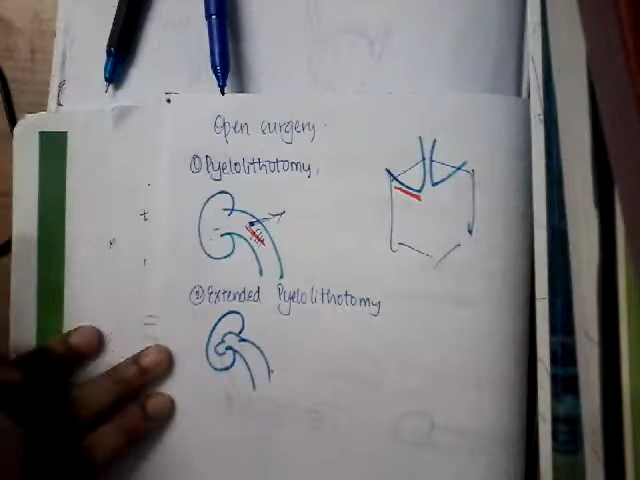 Open surgery.
① Pyelolithotomy.
② Extended Pyelolithotomy